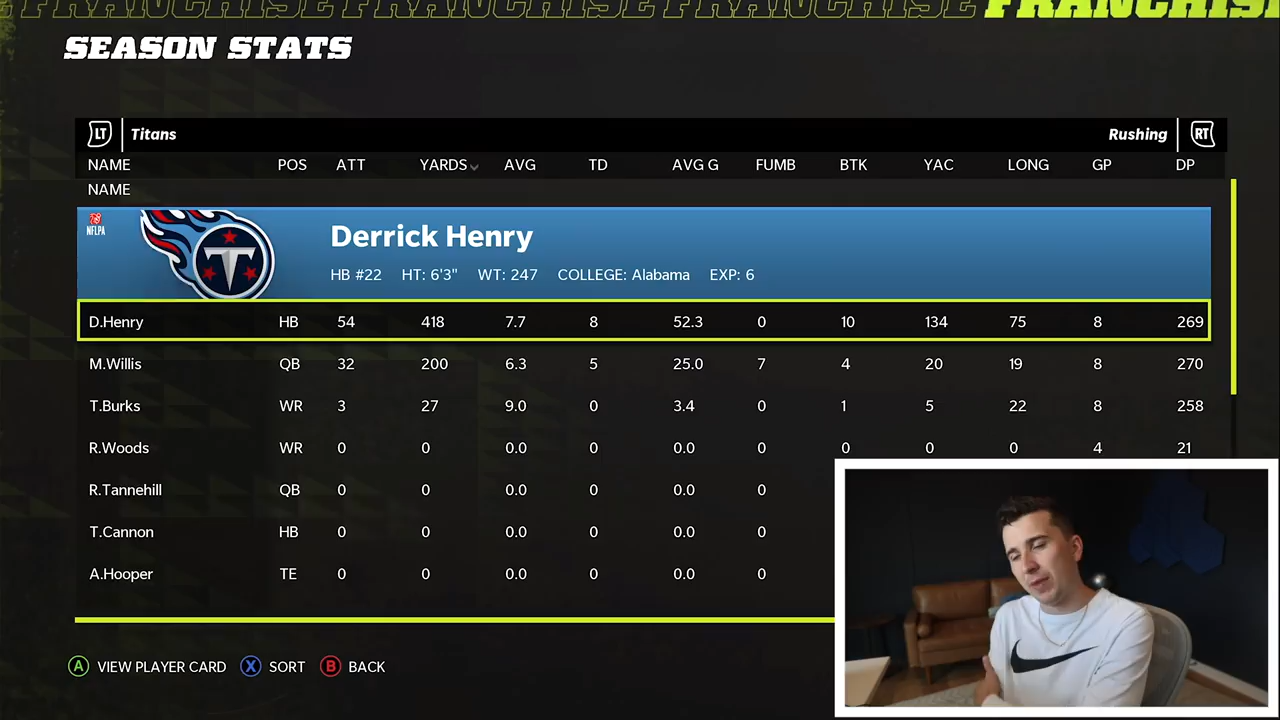 FRANCHISE FRANCHISE FRANCHISE FRANCHISE FRANCHISE FRANCHISE
SEASON STATS
LT Titans Rushing RT
NAME POS ATT YARDS AVG TD AVG G FUMB BTK YAC LONG GP DP
NAME
NFLPA
Derrick Henry
HB #22 HT: 6'3" WT: 247 COLLEGE: Alabama EXP: 6
D.Henry HB 54 418 7.7 8 52.3 0 10 134 75 8 269
M.Willis QB 32 200 6.3 5 25.0 7 4 20 19 8 270
T.Burks WR 3 27 9.0 0 3.4 0 1 5 22 8 258
R.Woods WR 0 0 0.0 0 0.0 0 0 0 0 4 21
R.Tannehill QB 0 0 0.0 0 0.0 0
T.Cannon HB 0 0 0.0 0 0.0 0
A.Hooper TE 0 0 0.0 0 0.0 0
A VIEW PLAYER CARD X SORT B BACK